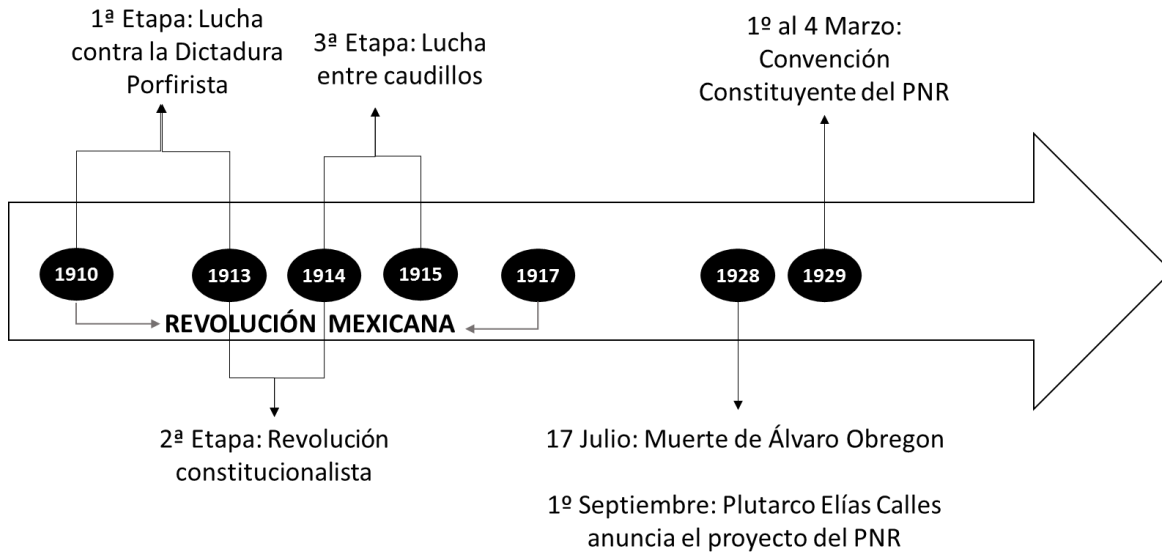 1ª Etapa: Lucha
contra la Dictadura
Porfirista
3ª Etapa: Lucha
entre caudillos
1º al 4 Marzo:
Convención
Constituyente del PNR
1910
1913
1914
1915
1917
1928
1929
REVOLUCIÓN MEXICANA
2ª Etapa: Revolución
constitucionalista
17 Julio: Muerte de Álvaro Obregon
1º Septiembre: Plutarco Elías Calles
anuncia el proyecto del PNR